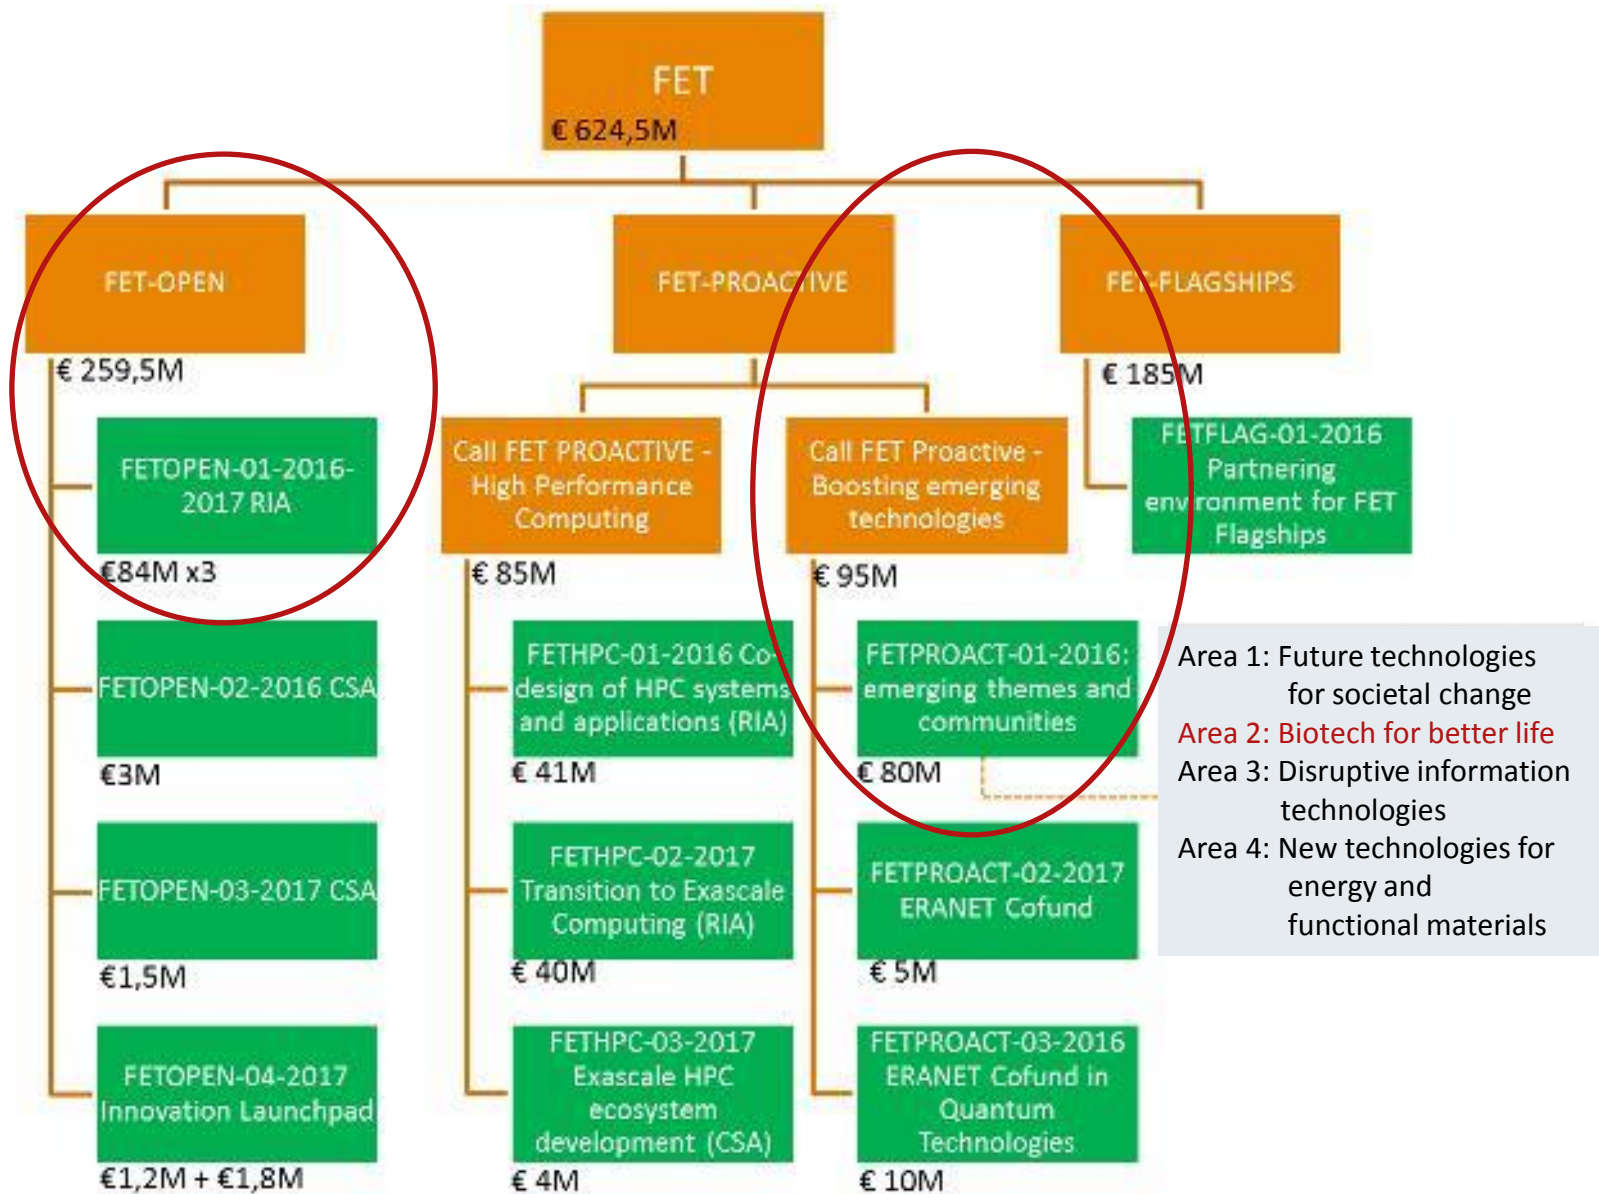 FET
€ 624,5M
FET-OPEN
€ 259,5M
FETOPEN-01-2016-
2017 RIA
€84M x3
FETOPEN-02-2016 CSA
€3M
FETOPEN-03-2017 CSA
€1,5M
FETOPEN-04-2017
Innovation Launchpad
€1,2M + €1,8M
FET-PROACTIVE
Call FET PROACTIVE -
High Performance
Computing
€ 85M
FETHPC-01-2016 Co-
design of HPC systems
and applications (RIA)
€ 41M
FETHPC-02-2017
Transition to Exascale
Computing (RIA)
€ 40M
FETHPC-03-2017
Exascale HPC
ecosystem
development (CSA)
€ 4M
Call FET Proactive -
Boosting emerging
technologies
€ 95M
FETPROACT-01-2016:
emerging themes and
communities
€ 80M
FETPROACT-02-2017
ERANET Cofund
€ 5M
FETPROACT-03-2016
ERANET Cofund in
Quantum
Technologies
€ 10M
FET-FLAGSHIPS
€ 185M
FETFLAG-01-2016
Partnering
environment for FET
Flagships
Area 1: Future technologies
for societal change
Area 2: Biotech for better life
Area 3: Disruptive information
technologies
Area 4: New technologies for
energy and
functional materials